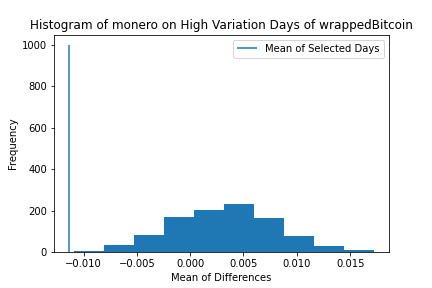 Histogram of monero on High Variation Days of wrappedBitcoin
Mean of Selected Days
1000
800
600
400
200
0
Frequency
−0.010 −0.005 0.000 0.005 0.010 0.015
Mean of Differences